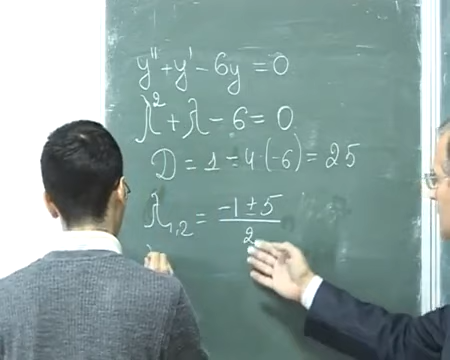 y'' + y' - 6y = 0
λ² + λ - 6 = 0
D = 1 - 4·(-6) = 25
λ₁,₂ = (-1 ± 5)/2